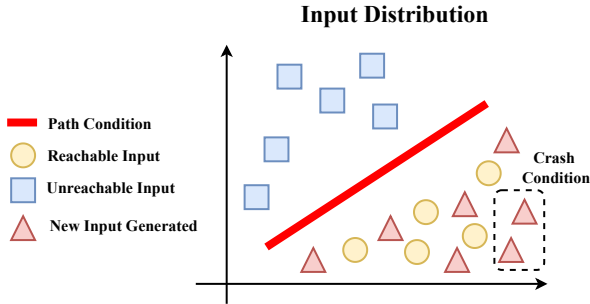 Input Distribution
Path Condition
Reachable Input
Unreachable Input
New Input Generated
Crash
Condition